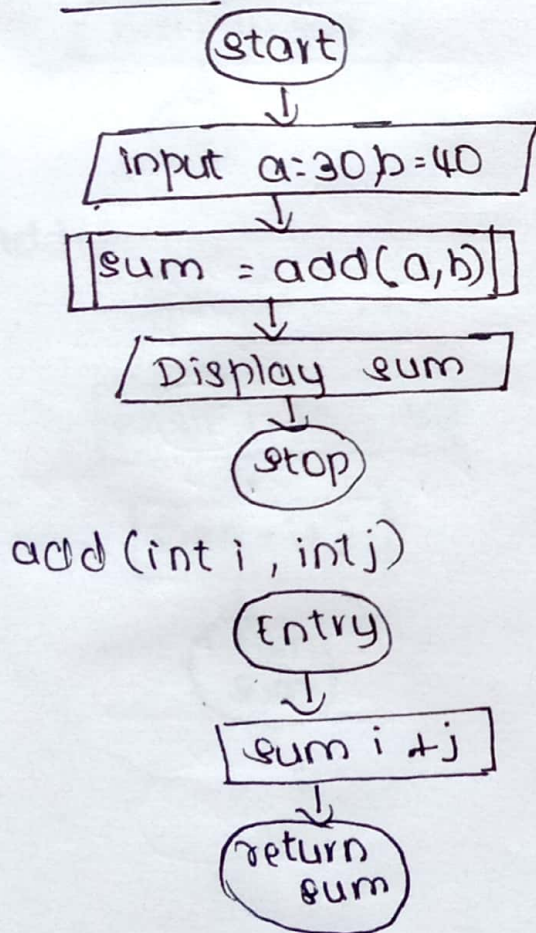 start
input a=30, b=40
sum = add(a,b)
Display sum
stop
add (int i, int j)
Entry
sum i +j
return
sum